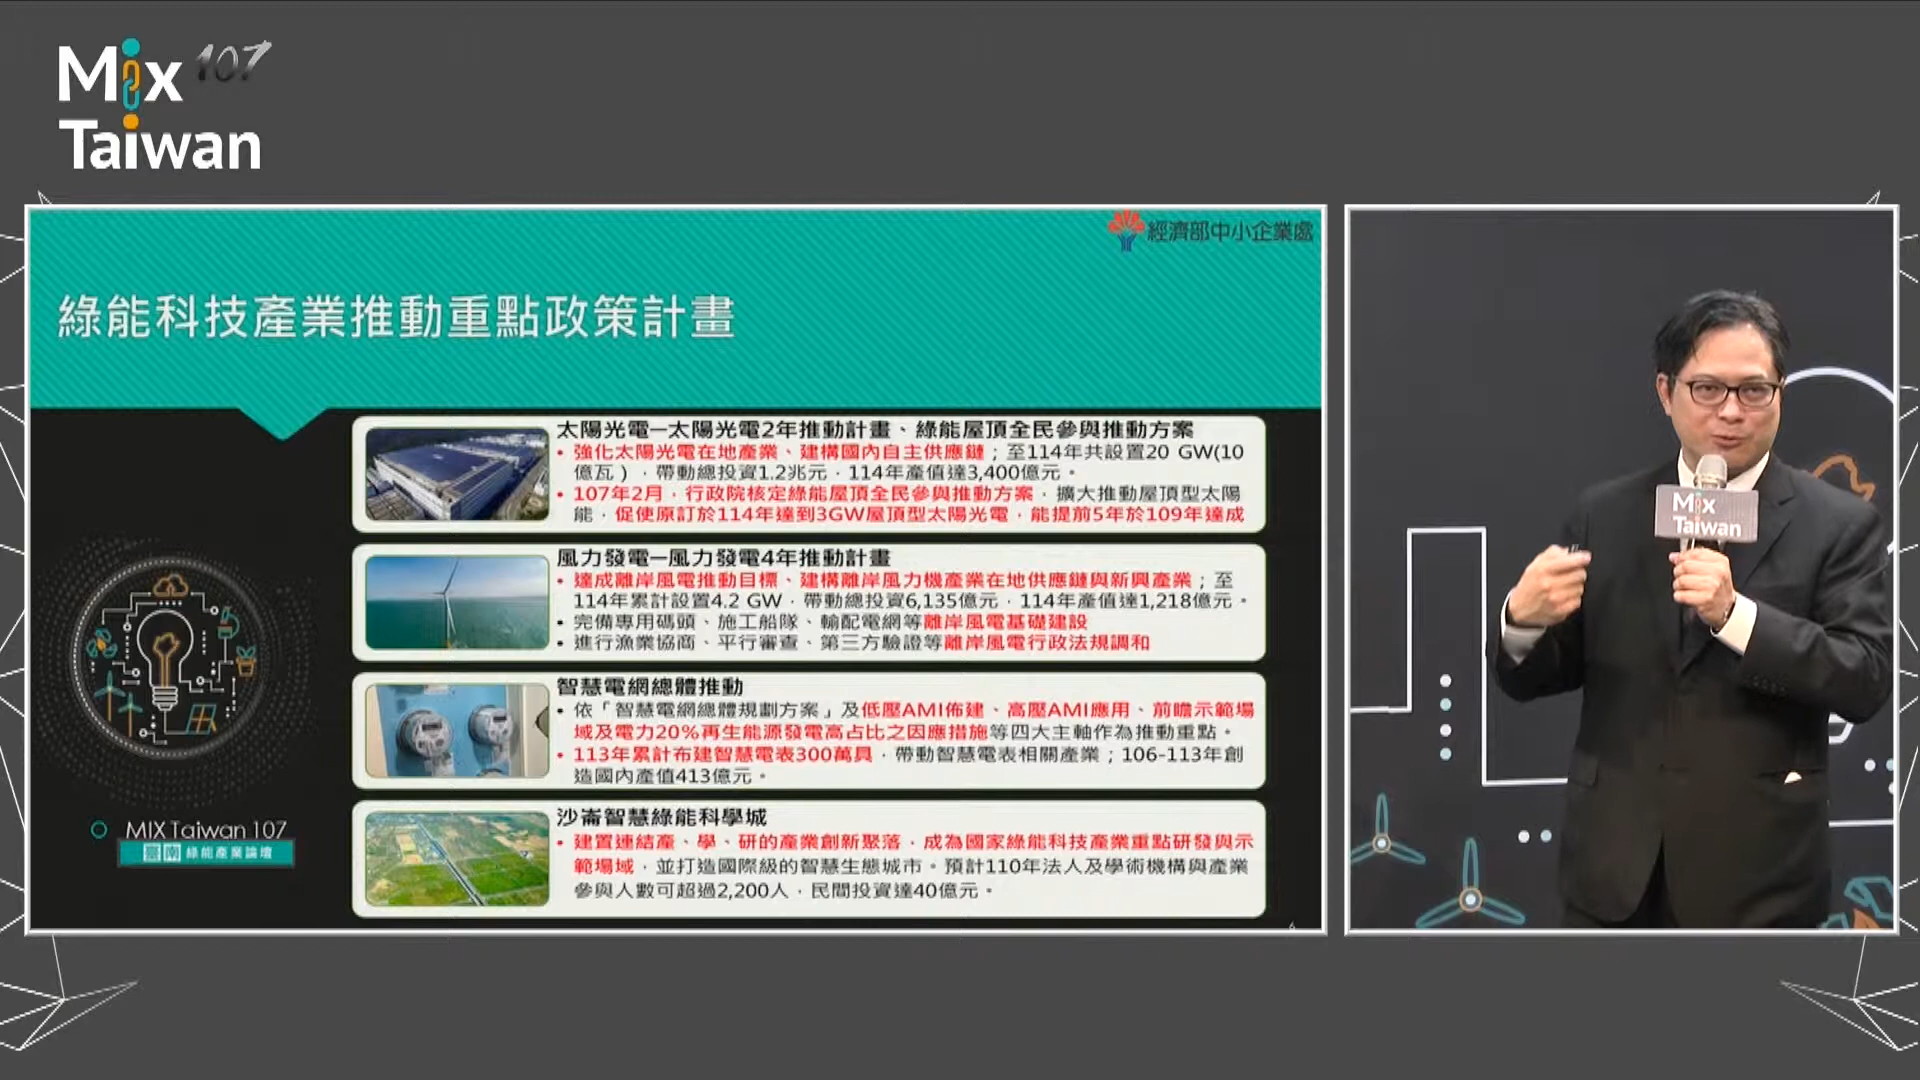 Mix 107
Taiwan
經濟部中小企業處
綠能科技產業推動重點政策計畫
太陽光電—太陽光電2年推動計畫、綠能屋頂全民參與推動方案
• 強化太陽光電在地產業、建構國內自主供應鏈；至114年共設置20 GW(10
億瓦），帶動總投資1.2兆元，114年產值達3,400億元。
• 107年2月，行政院核定綠能屋頂全民參與推動方案，擴大推動屋頂型太陽
能，促使原訂於114年達到3GW屋頂型太陽光電，能提前5年於109年達成
風力發電—風力發電4年推動計畫
• 達成離岸風電推動目標、建構離岸風力機產業在地供應鏈與新興產業；至
114年累計設置4.2 GW，帶動總投資6,135億元，114年產值達1,218億元。
• 完備專用碼頭、施工船隊、輸配電網等離岸風電基礎建設
• 進行漁業協商、平行審查、第三方驗證等離岸風電行政法規調和
智慧電網總體推動
• 依「智慧電網總體規劃方案」及低壓AMI佈建、高壓AMI應用、前瞻示範場
域及電力20%再生能源發電高占比之因應措施等四大主軸作為推動重點。
• 113年累計布建智慧電表300萬具，帶動智慧電表相關產業；106-113年創
造國內產值413億元。
沙崙智慧綠能科學城
• 建置連結產、學、研的產業創新聚落，成為國家綠能科技產業重點研發與示
範場域，並打造國際級的智慧生態城市。預計110年法人及學術機構與產業
參與人數可超過2,200人，民間投資達40億元。
MIX Taiwan 107
臺南 綠能產業論壇
Mix
Taiwan